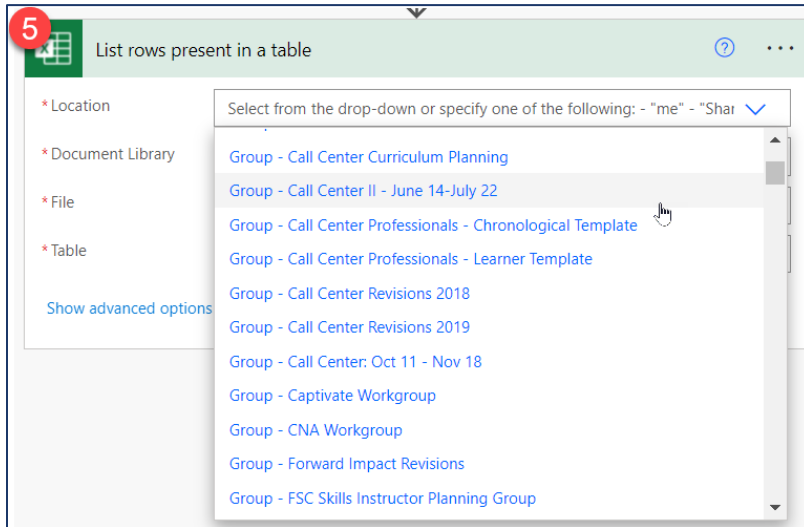 5
List rows present in a table
* Location
Select from the drop-down or specify one of the following: - "me" - "Shar
* Document Library
* File
* Table
Show advanced options
Group - Call Center Curriculum Planning
Group - Call Center II - June 14-July 22
Group - Call Center Professionals - Chronological Template
Group - Call Center Professionals - Learner Template
Group - Call Center Revisions 2018
Group - Call Center Revisions 2019
Group - Call Center: Oct 11 - Nov 18
Group - Captivate Workgroup
Group - CNA Workgroup
Group - Forward Impact Revisions
Group - FSC Skills Instructor Planning Group